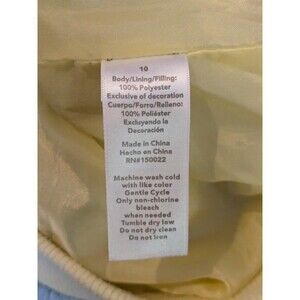 10
Body/Lining/Filling:
100% Polyester
Exclusive of decoration
Cuerpo/Forro/Relleno:
100% Poliéster
Excluyendo la
Decoración
Made in China
Hecho en China
RN#150022
Machine wash cold
with like color
Gentle Cycle
Only non-chlorine
bleach
when needed
Tumble dry low
Do not dry clean
Do not Iron